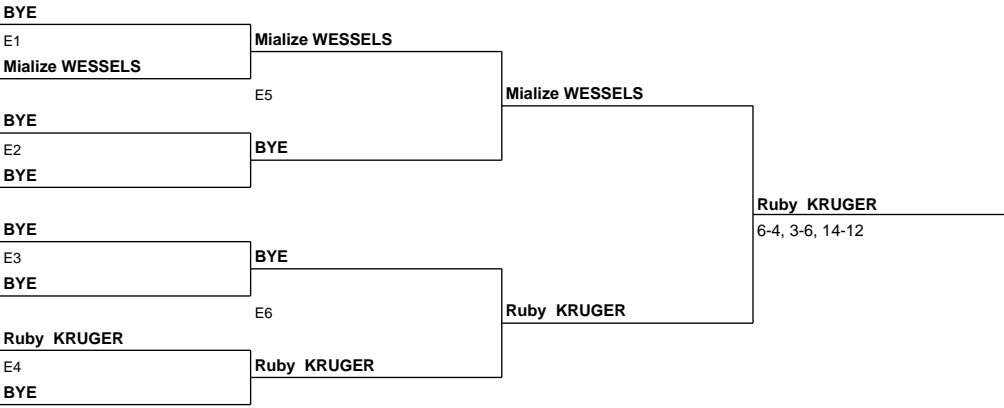 BYE
E1
Mialize WESSELS
Mialize WESSELS
E5
BYE
E2
BYE
BYE
Mialize WESSELS
BYE
E3
BYE
BYE
E6
Ruby KRUGER
E4
BYE
Ruby KRUGER
Ruby KRUGER
Ruby KRUGER
6-4, 3-6, 14-12